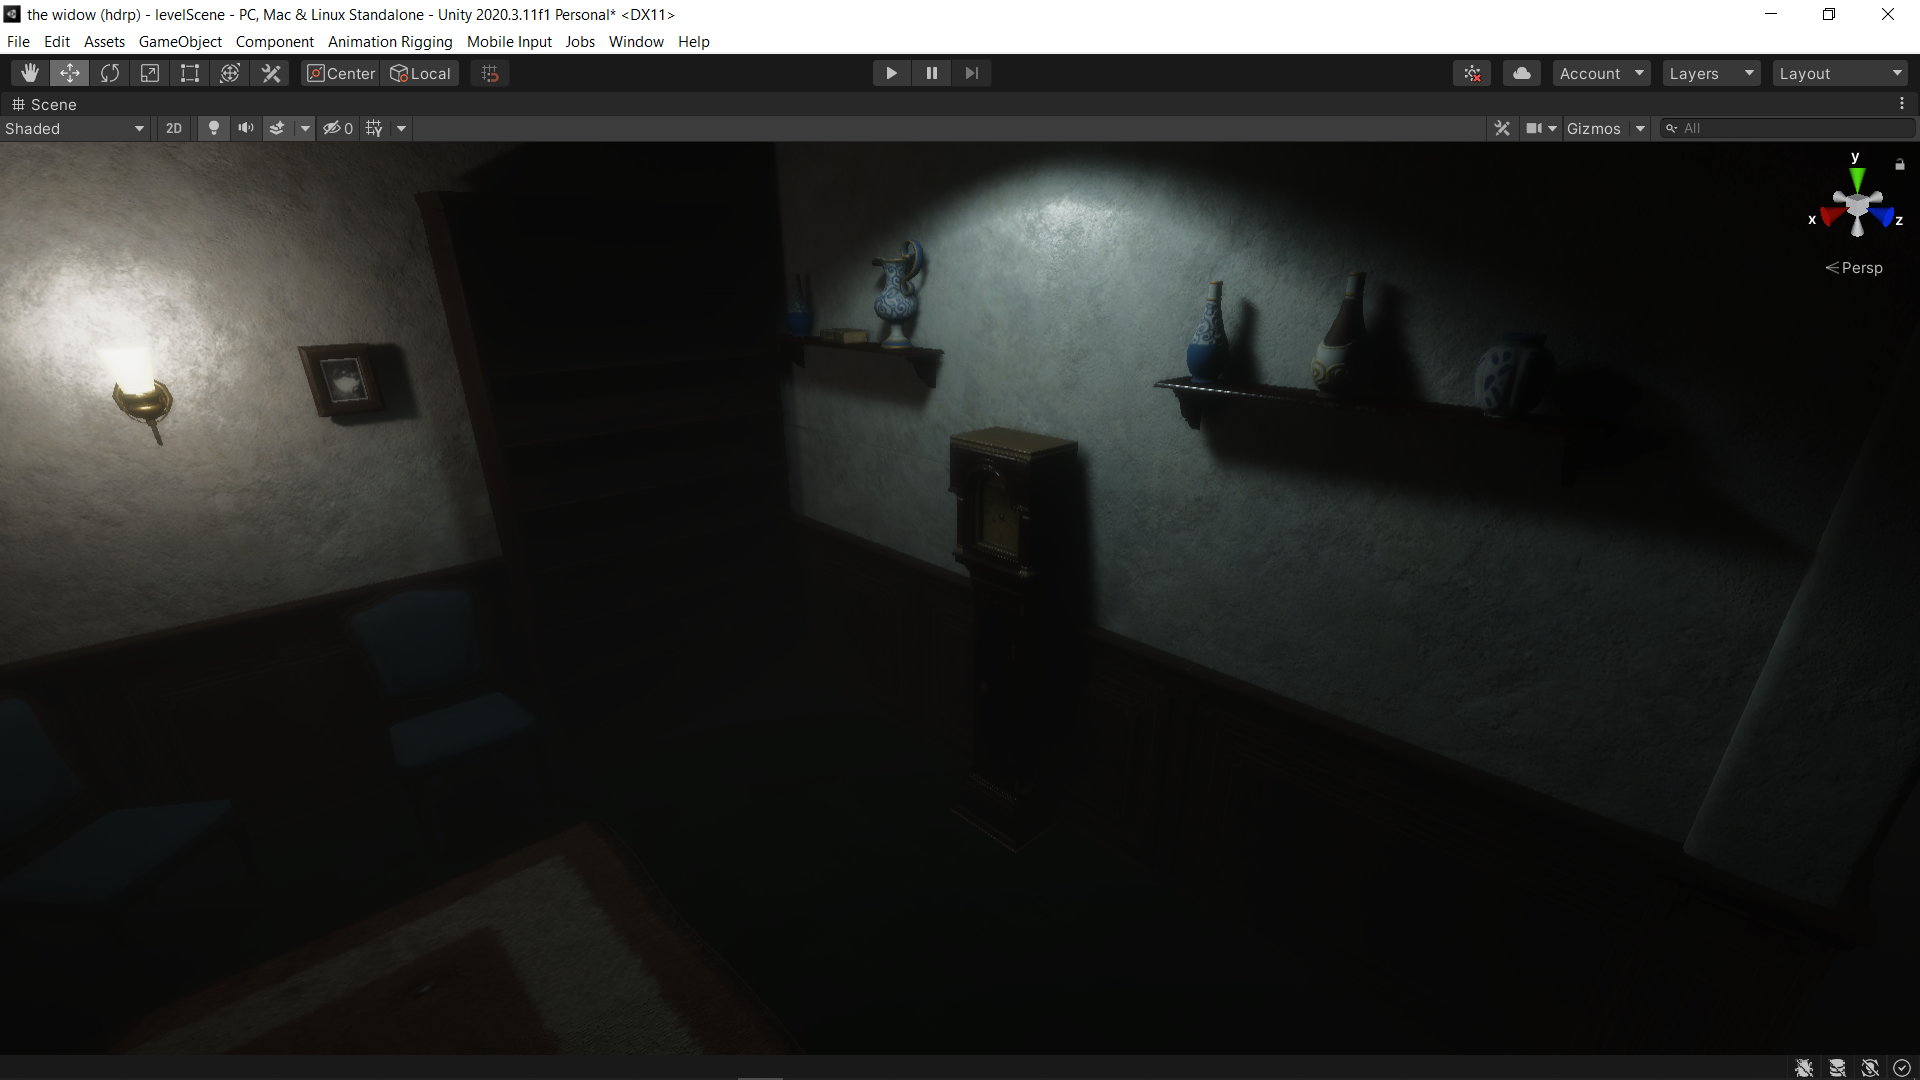 the widow (hdrp) - levelScene - PC, Mac & Linux Standalone - Unity 2020.3.11f1 Personal* <DX11>
File Edit Assets GameObject Component Animation Rigging Mobile Input Jobs Window Help
Center Local Account Layers Layout
Scene
Shaded 2D 0 Gizmos All
y
x z
Persp